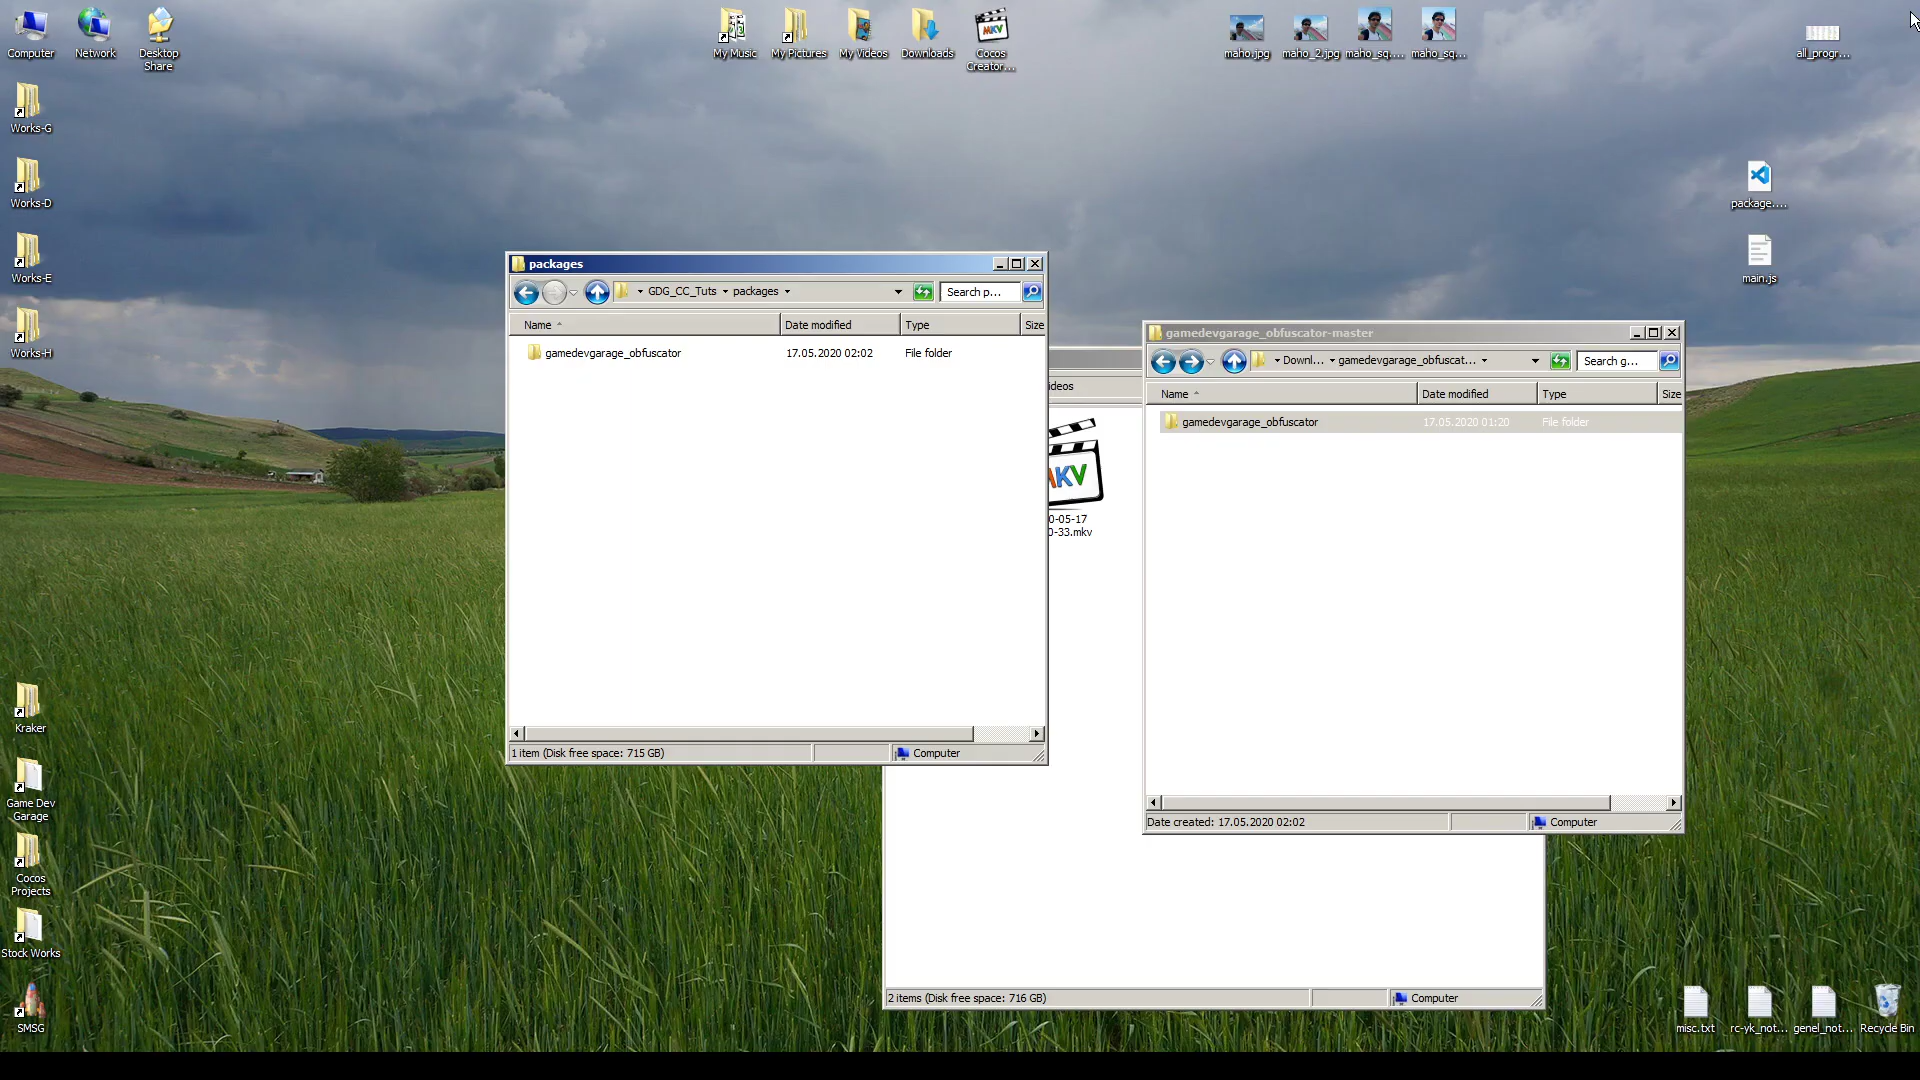 Computer
Network
Desktop
Share
My Music
My Pictures
My Videos
Downloads
Cocos
Creator...
maho.jpg
maho_2.jpg
maho_sq....
maho_sq....
all_progr...
Works-G
Works-D
Works-E
Works-H
package....
main.js
packages
GDG_CC_Tuts
packages
Search p...
Name
Date modified
Type
Size
gamedevgarage_obfuscator
17.05.2020 02:02
File folder
1 item (Disk free space: 715 GB)
Computer
ideos
MKV
0-05-17
0-33.mkv
2 items (Disk free space: 716 GB)
Computer
gamedevgarage_obfuscator-master
Downl...
gamedevgarage_obfuscat...
Search g...
Name
Date modified
Type
Size
gamedevgarage_obfuscator
17.05.2020 01:20
File folder
Date created: 17.05.2020 02:02
Computer
Kraker
Game Dev
Garage
Cocos
Projects
Stock Works
SMSG
misc.txt
rc-yk_not...
genel_not...
Recycle Bin
MKV